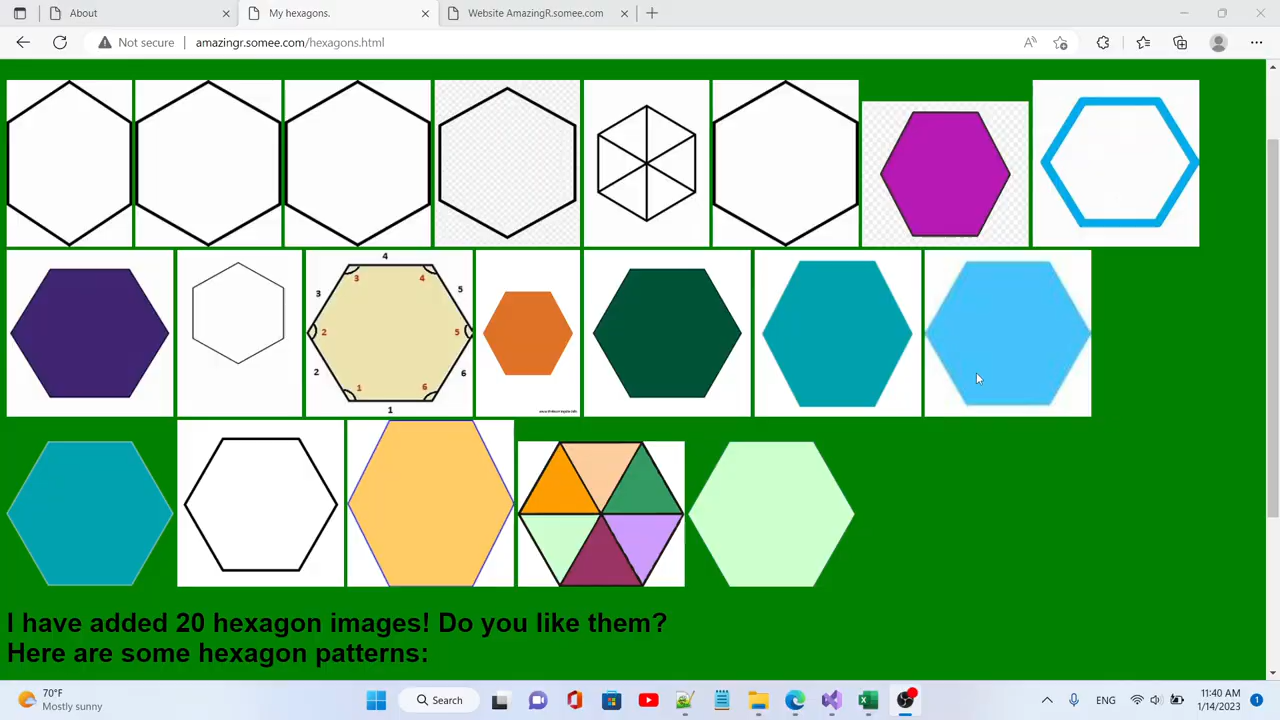 About
My hexagons.
Website AmazingR.somee.com
Not secure
amazingr.somee.com/hexagons.html
4
3
3
4
5
2
5
2
1
6
6
1
I have added 20 hexagon images! Do you like them?
Here are some hexagon patterns:
70°F
Mostly sunny
Search
ENG
11:40 AM
1/14/2023
1